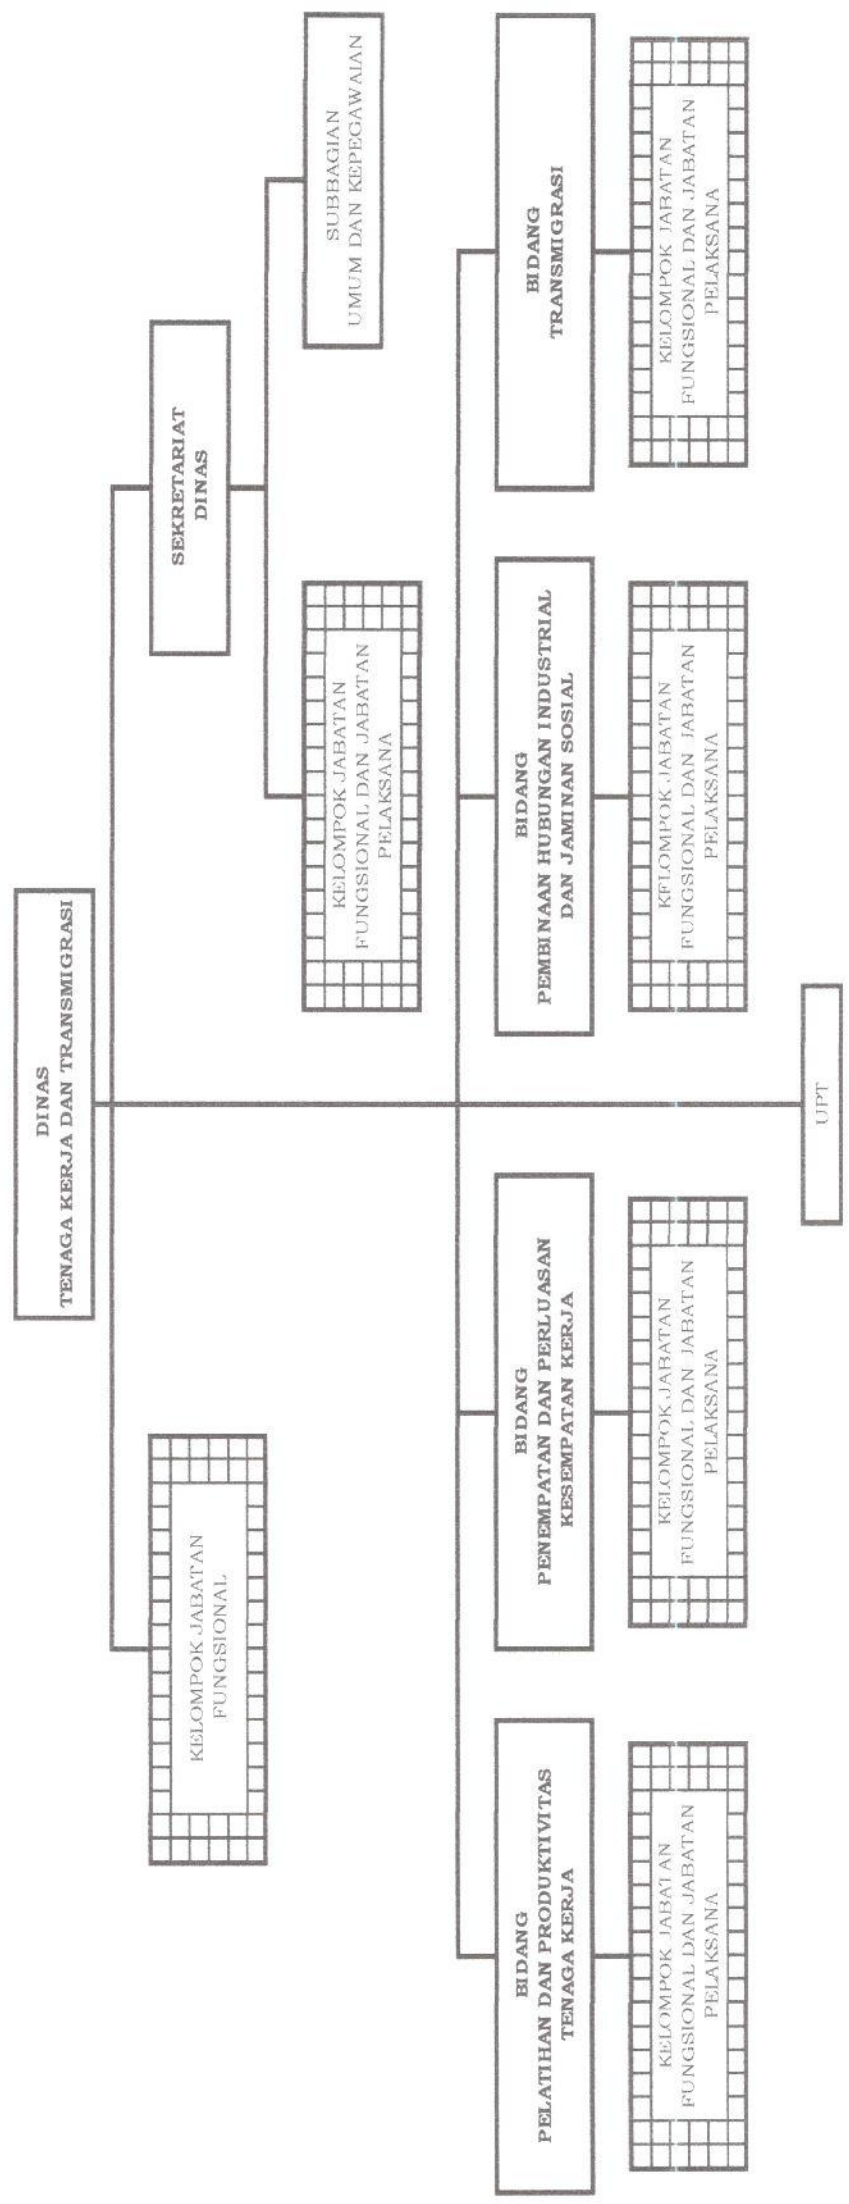 DINAS
TENAGA KERJA DAN TRANSMIGRASI
KELOMPOK JABATAN
FUNGSIONAL
SEKRETARIAT
DINAS
KELOMPOK JABATAN
FUNGSIONAL DAN JABATAN
PELAKSANA
SUBBAGIAN
UMUM DAN KEPEGAWAIAN
BIDANG
PELATIHAN DAN PRODUKTIVITAS
TENAGA KERJA
BIDANG
PENEMPATAN DAN PERLUASAN
KESEMPATAN KERJA
BIDANG
PEMBINAAN HUBUNGAN INDUSTRIAL
DAN JAMINAN SOSIAL
BIDANG
TRANSMIGRASI
KELOMPOK JABATAN
FUNGSIONAL DAN JABATAN
PELAKSANA
KELOMPOK JABATAN
FUNGSIONAL DAN JABATAN
PELAKSANA
KELOMPOK JABATAN
FUNGSIONAL DAN JABATAN
PELAKSANA
KELOMPOK JABATAN
FUNGSIONAL DAN JABATAN
PELAKSANA
UPT